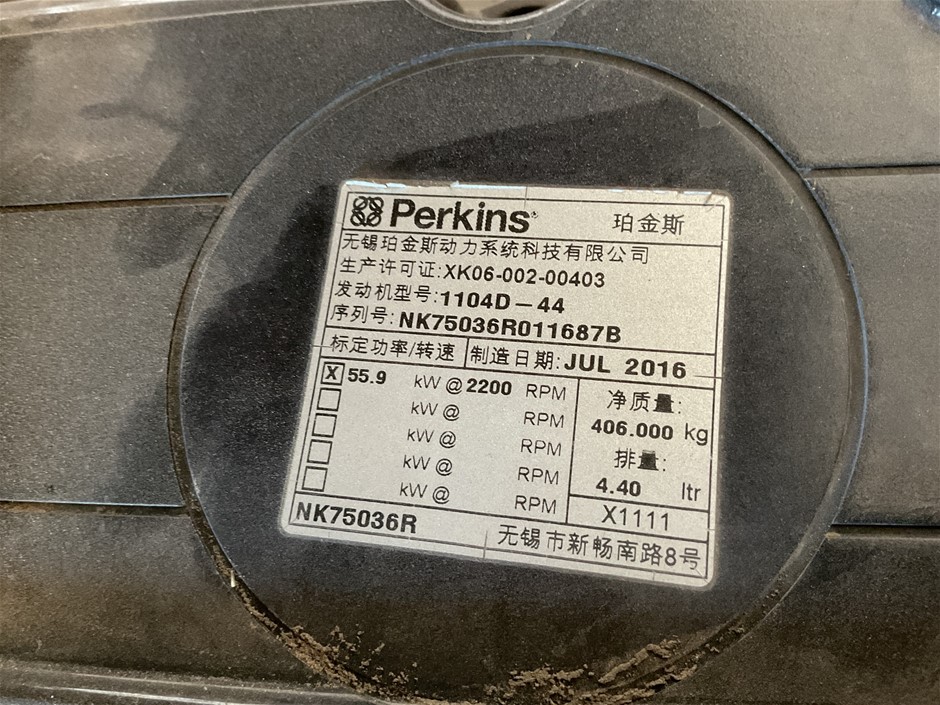 Perkins 珀金斯
无锡珀金斯动力系统科技有限公司
生产许可证:XK06-002-00403
发动机型号:1104D-44
序列号:NK75036R011687B
标定功率/转速 制造日期:JUL 2016
X 55.9 kW @ 2200 RPM
kW @ RPM
kW @ RPM
kW @ RPM
kW @ RPM
净质量:
406.000 kg
排量:
4.40 ltr
X1111
NK75036R 无锡市新畅南路8号